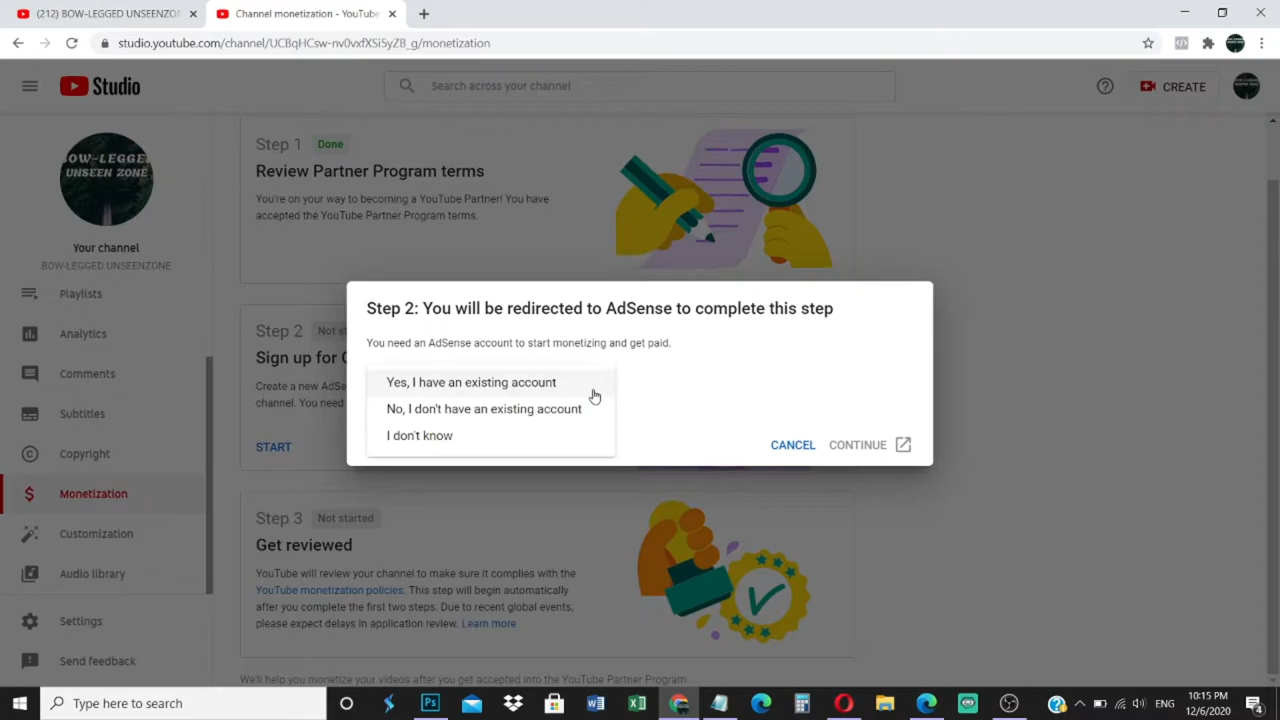 (212) BOW-LEGGED UNSEENZON
Channel monetization - YouTube
studio.youtube.com/channel/UCBqHCsw-nv0vxfXSi5yZB_g/monetization
Studio
Search across your channel
CREATE
BOW-LEGGED
UNSEEN ZONE
Your channel
BOW-LEGGED UNSEENZONE
Playlists
Analytics
Comments
Subtitles
Copyright
Monetization
Customization
Audio library
Settings
Send feedback
Step 1 Done
Review Partner Program terms
You're on your way to becoming a YouTube Partner! You have
accepted the YouTube Partner Program terms.
Step 2 Not st
Sign up for
Create a new AdSe
channel. You need
START
Step 2: You will be redirected to AdSense to complete this step
You need an AdSense account to start monetizing and get paid.
Yes, I have an existing account
No, I don't have an existing account
I don't know
CANCEL CONTINUE
Step 3 Not started
Get reviewed
YouTube will review your channel to make sure it complies with the
YouTube monetization policies. This step will begin automatically
after you complete the first two steps. Due to recent global events,
please expect delays in application review. Learn more
We'll help you monetize your videos after you get accepted into the YouTube Partner Program.
Type here to search
Ps
ENG
10:15 PM
12/6/2020
4